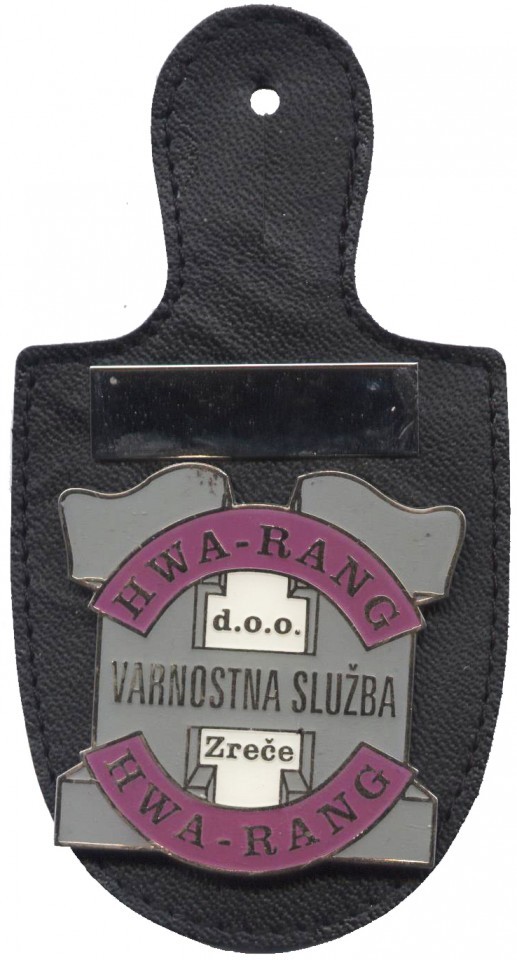 HWA-RANG
d.o.o.
VARNOSTNA SLUŽBA
Zreče
HWA-RANG